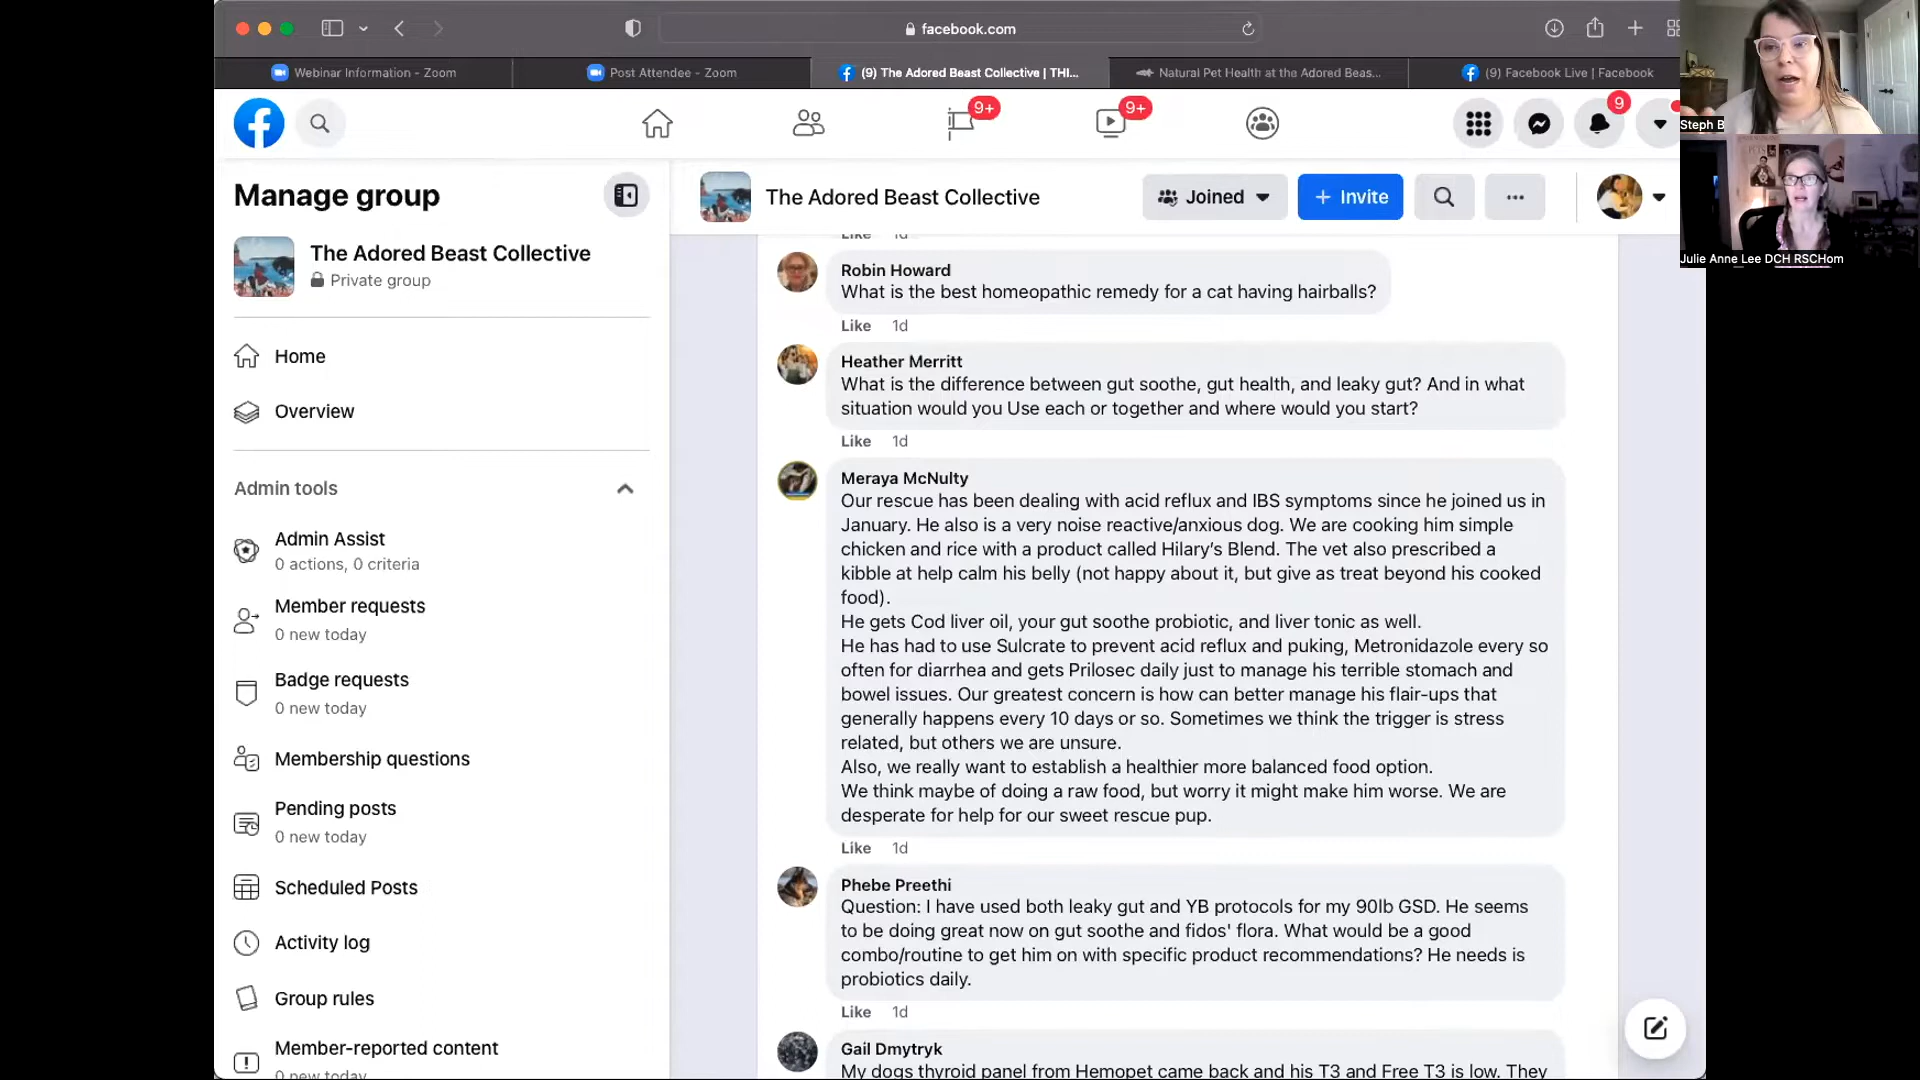 facebook.com
Webinar Information - Zoom
Post Attendee - Zoom
(9) The Adored Beast Collective | THI...
Natural Pet Health at the Adored Beas...
(9) Facebook Live | Facebook
Steph B
Julie Anne Lee DCH RSCHom
9+
9+
9
Manage group
The Adored Beast Collective
Private group
Home
Overview
Admin tools
Admin Assist
0 actions, 0 criteria
Member requests
0 new today
Badge requests
0 new today
Membership questions
Pending posts
0 new today
Scheduled Posts
Activity log
Group rules
Member-reported content
0 new today
The Adored Beast Collective
Joined
+ Invite
Like 1d
Robin Howard
What is the best homeopathic remedy for a cat having hairballs?
Like 1d
Heather Merritt
What is the difference between gut soothe, gut health, and leaky gut? And in what
situation would you Use each or together and where would you start?
Like 1d
Meraya McNulty
Our rescue has been dealing with acid reflux and IBS symptoms since he joined us in
January. He also is a very noise reactive/anxious dog. We are cooking him simple
chicken and rice with a product called Hilary's Blend. The vet also prescribed a
kibble at help calm his belly (not happy about it, but give as treat beyond his cooked
food).
He gets Cod liver oil, your gut soothe probiotic, and liver tonic as well.
He has had to use Sulcrate to prevent acid reflux and puking, Metronidazole every so
often for diarrhea and gets Prilosec daily just to manage his terrible stomach and
bowel issues. Our greatest concern is how can better manage his flair-ups that
generally happens every 10 days or so. Sometimes we think the trigger is stress
related, but others we are unsure.
Also, we really want to establish a healthier more balanced food option.
We think maybe of doing a raw food, but worry it might make him worse. We are
desperate for help for our sweet rescue pup.
Like 1d
Phebe Preethi
Question: I have used both leaky gut and YB protocols for my 90lb GSD. He seems
to be doing great now on gut soothe and fidos' flora. What would be a good
combo/routine to get him on with specific product recommendations? He needs is
probiotics daily.
Like 1d
Gail Dmytryk
My dogs thyroid panel from Hemopet came back and his T3 and Free T3 is low. They